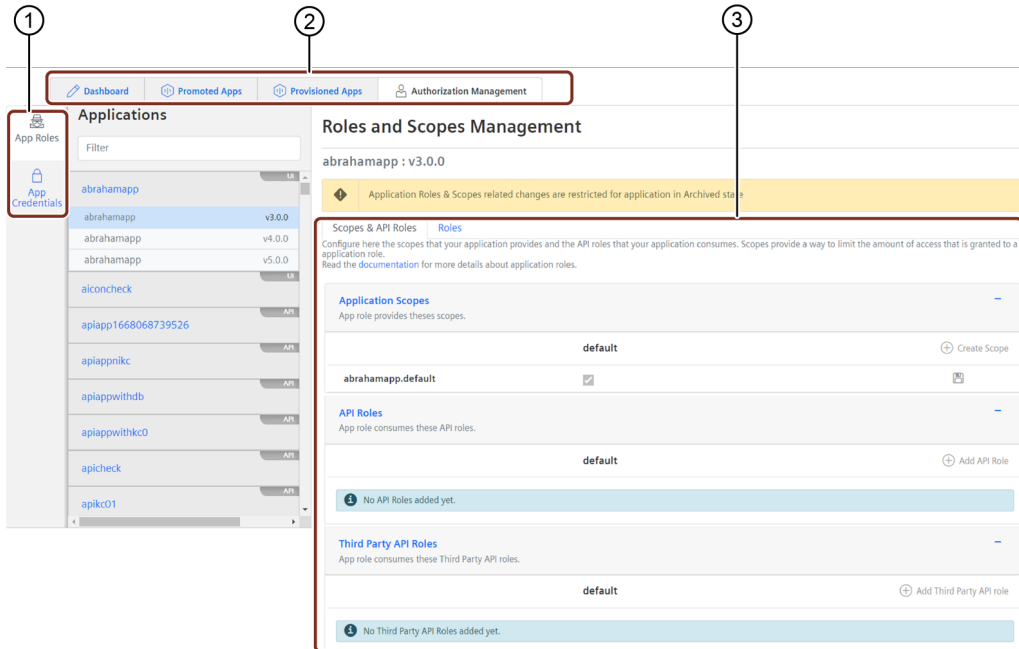 1
2
3
Dashboard
Promoted Apps
Provisioned Apps
Authorization Management
App Roles
App
Credentials
Applications
Filter
UI
abrahamapp
abrahamapp v3.0.0
abrahamapp v4.0.0
abrahamapp v5.0.0
UI
aiconcheck
API
apiapp1668068739526
API
apiappnikc
API
apiappwithdb
API
apiappwithkc0
API
apicheck
API
apikc01
Roles and Scopes Management
abrahamapp : v3.0.0
Application Roles & Scopes related changes are restricted for application in Archived state
Scopes & API Roles Roles
Configure here the scopes that your application provides and the API roles that your application consumes. Scopes provide a way to limit the amount of access that is granted to a
application role.
Read the documentation for more details about application roles.
Application Scopes
App role provides theses scopes.
default Create Scope
abrahamapp.default
API Roles
App role consumes these API roles.
default Add API Role
No API Roles added yet.
Third Party API Roles
App role consumes these Third Party API roles.
default Add Third Party API role
No Third Party API Roles added yet.